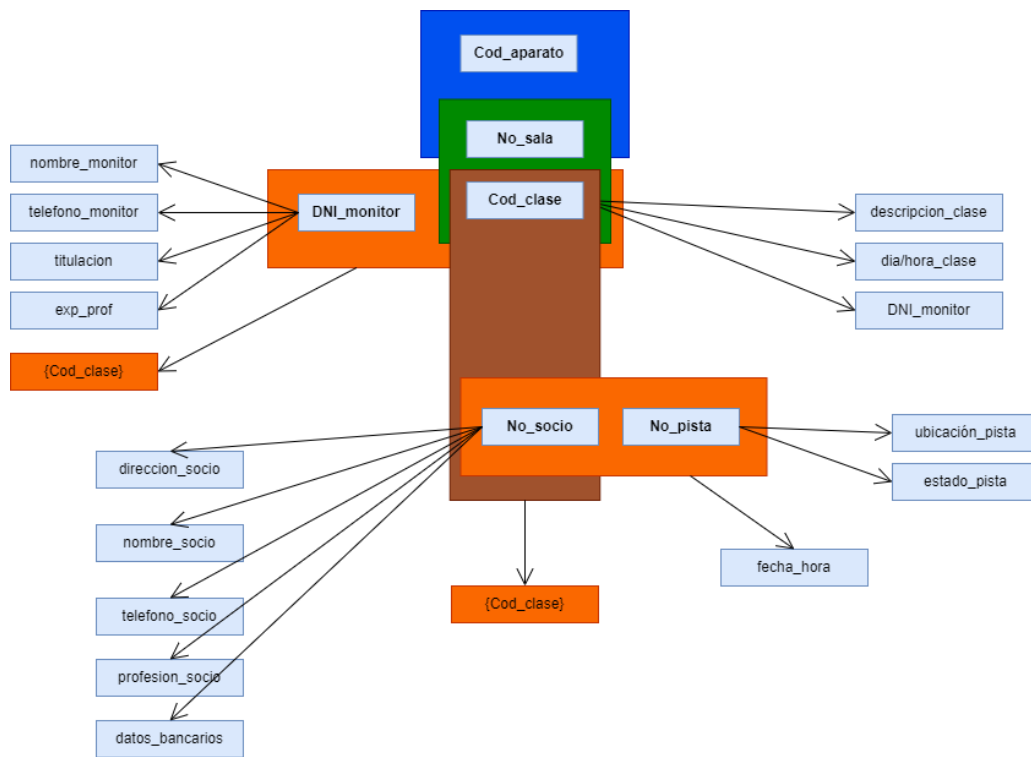 Cod_aparato
No_sala
nombre_monitor
Cod_clase
telefono_monitor
DNI_monitor
descripcion_clase
titulacion
dia/hora_clase
exp_prof
DNI_monitor
{Cod_clase}
No_socio
No_pista
ubicación_pista
direccion_socio
estado_pista
nombre_socio
fecha_hora
{Cod_clase}
teléfono_socio
profesion_socio
datos_bancarios